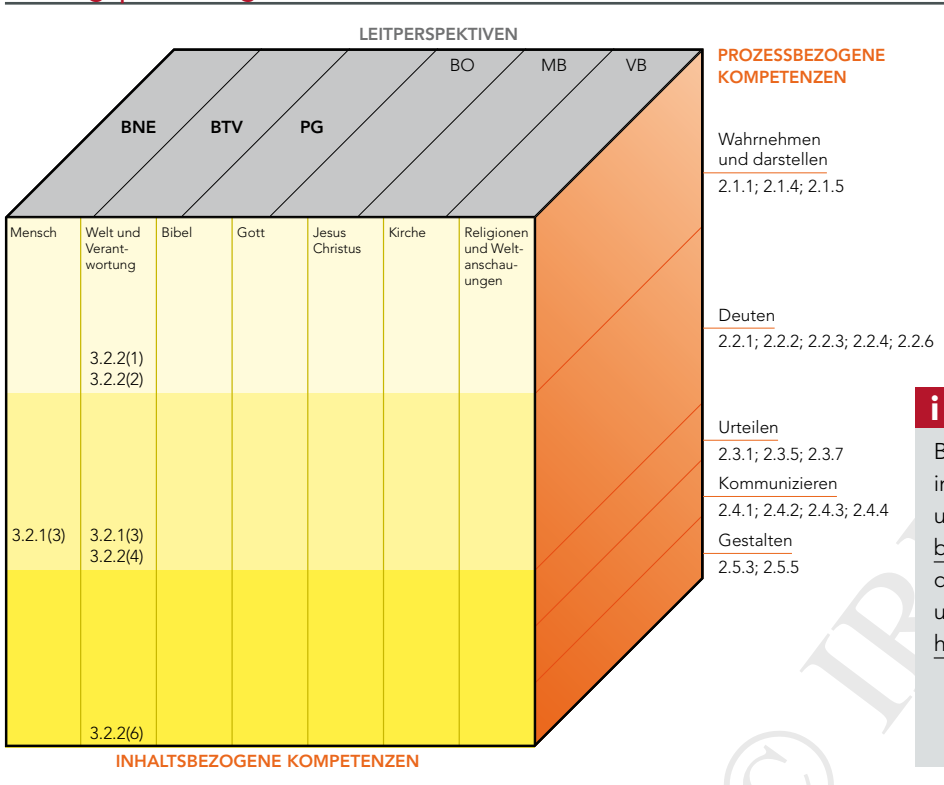 LEITPERSPEKTIVEN
BNE
BTV
PG
BO
MB
VB
PROZESSBEZOGENE
KOMPETENZEN
Wahrnehmen
und darstellen
2.1.1; 2.1.4; 2.1.5
Deuten
2.2.1; 2.2.2; 2.2.3; 2.2.4; 2.2.6
Urteilen
2.3.1; 2.3.5; 2.3.7
Kommunizieren
2.4.1; 2.4.2; 2.4.3; 2.4.4
Gestalten
2.5.3; 2.5.5
Mensch
Welt und
Verant-
wortung
Bibel
Gott
Jesus
Christus
Kirche
Religionen
und Welt-
anschau-
ungen
3.2.2(1)
3.2.2(2)
3.2.1(3)
3.2.1(3)
3.2.2(4)
3.2.2(6)
INHALTSBEZOGENE KOMPETENZEN
i